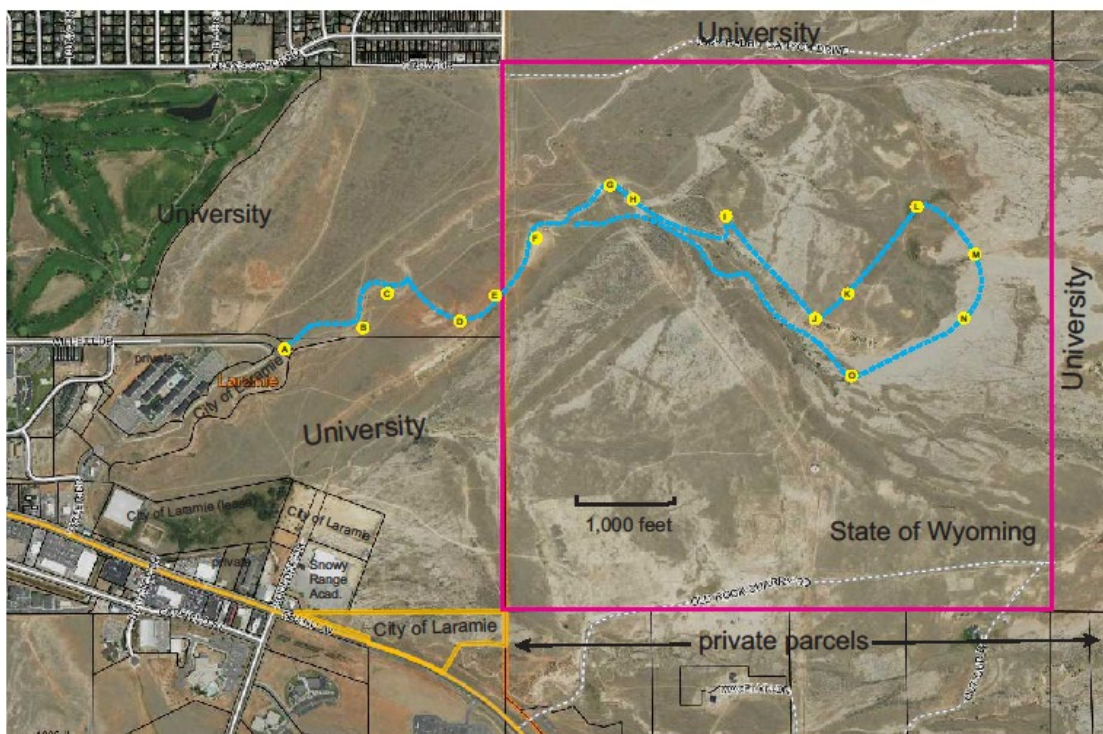 University
University
G
H
L
I
F
M
C
E
K
University
N
J
D
B
A
private
City of Laramie
Laramie
O
University
1,000 feet
City of Laramie (lease)
City of Laramie
State of Wyoming
private
Snowy
Range
Acad.
City of Laramie
private parcels